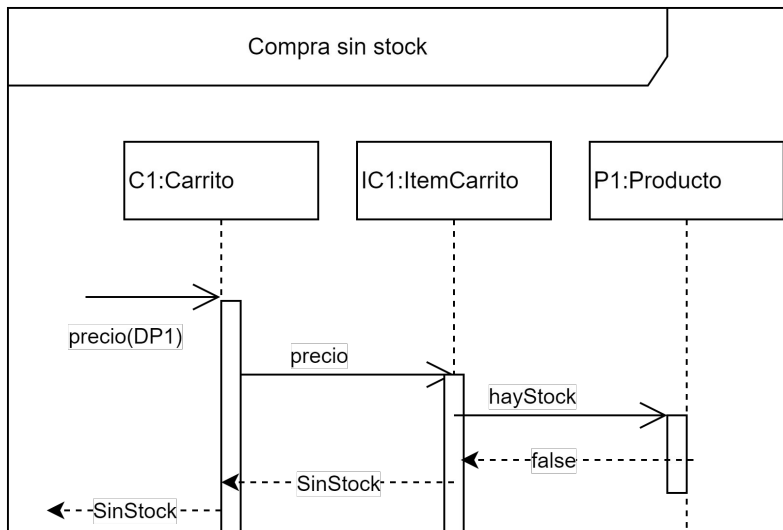 Compra sin stock
C1:Carrito
IC1:ItemCarrito
P1:Producto
precio(DP1)
precio
hayStock
false
SinStock
SinStock